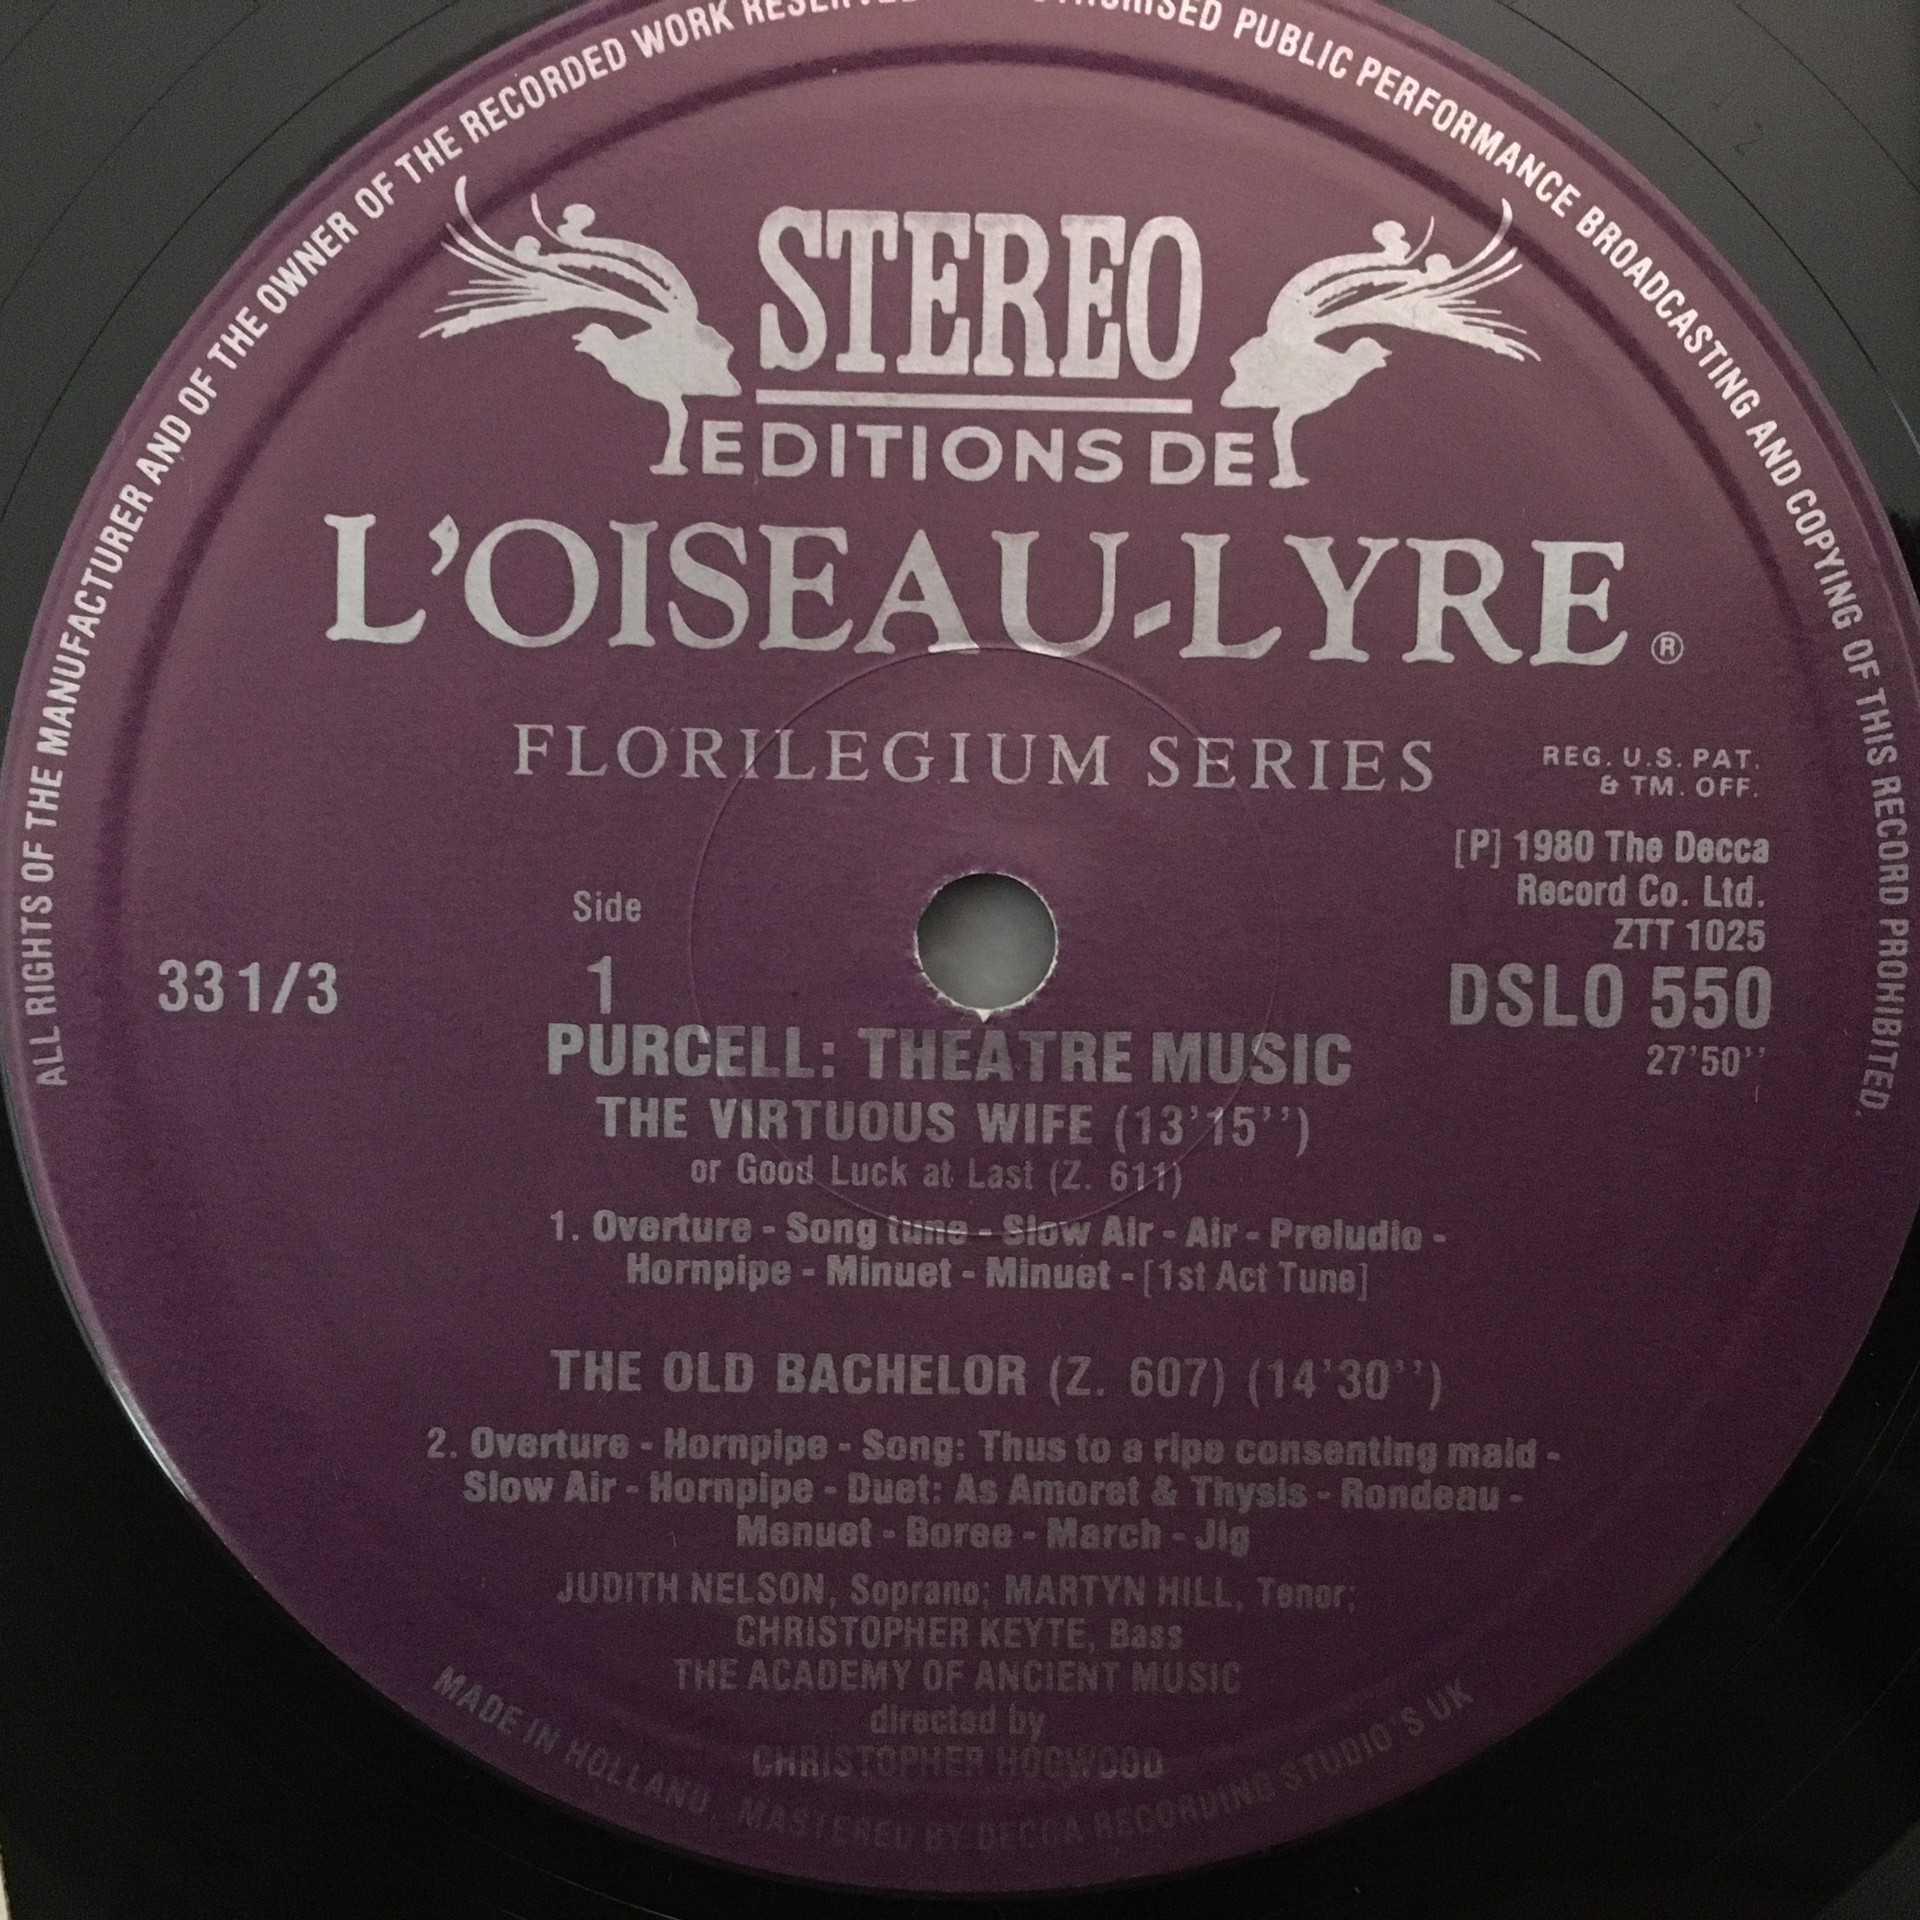 ALL RIGHTS OF THE MANUFACTURER AND OF THE OWNER OF THE RECORDED WORK RESERVED
PUBLIC PERFORMANCE BROADCASTING AND COPYING OF THIS RECORD PROHIBITED.
STEREO
EDITIONS DE
L'OISEAU-LYRE ®
FLORILEGIUM SERIES
REG. U.S. PAT.
& TM. OFF.
[P] 1980 The Decca
Record Co. Ltd.
ZTT 1025
Side
33 1/3
1
DSLO 550
27'50''
PURCELL: THEATRE MUSIC
THE VIRTUOUS WIFE (13'15'')
or Good Luck at Last (Z. 611)
1. Overture - Song tune - Slow Air - Air - Preludio -
Hornpipe - Minuet - Minuet - [1st Act Tune]
THE OLD BACHELOR (Z. 607) (14'30'')
2. Overture - Hornpipe - Song: Thus to a ripe consenting maid -
Slow Air - Hornpipe - Duet: As Amoret & Thysis - Rondeau -
Menuet - Boree - March - Jig
JUDITH NELSON, Soprano; MARTYN HILL, Tenor;
CHRISTOPHER KEYTE, Bass
THE ACADEMY OF ANCIENT MUSIC
directed by
CHRISTOPHER HOGWOOD
MADE IN HOLLAND. MASTERED BY DECCA RECORDING STUDIO'S UK